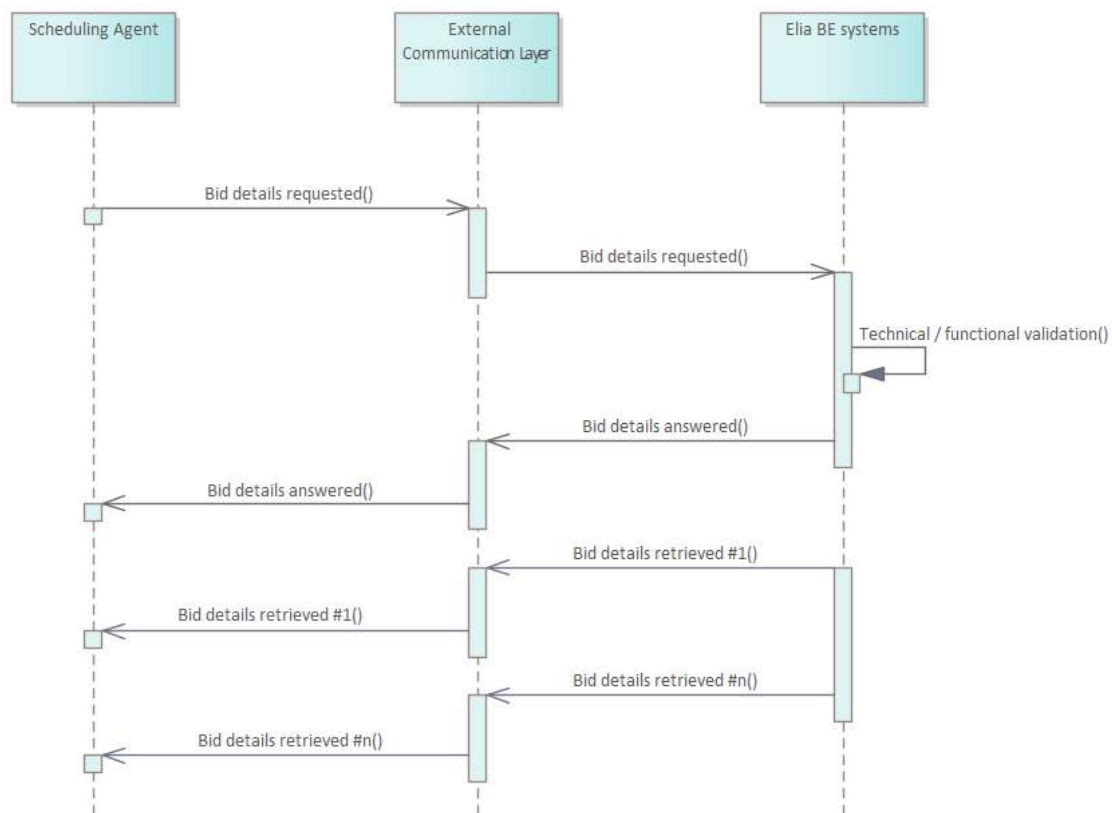 Scheduling Agent
External
Communication Layer
Elia BE systems
Bid details requested()
Bid details requested()
Technical / functional validation()
Bid details answered()
Bid details answered()
Bid details retrieved #1()
Bid details retrieved #1()
Bid details retrieved #n()
Bid details retrieved #n()